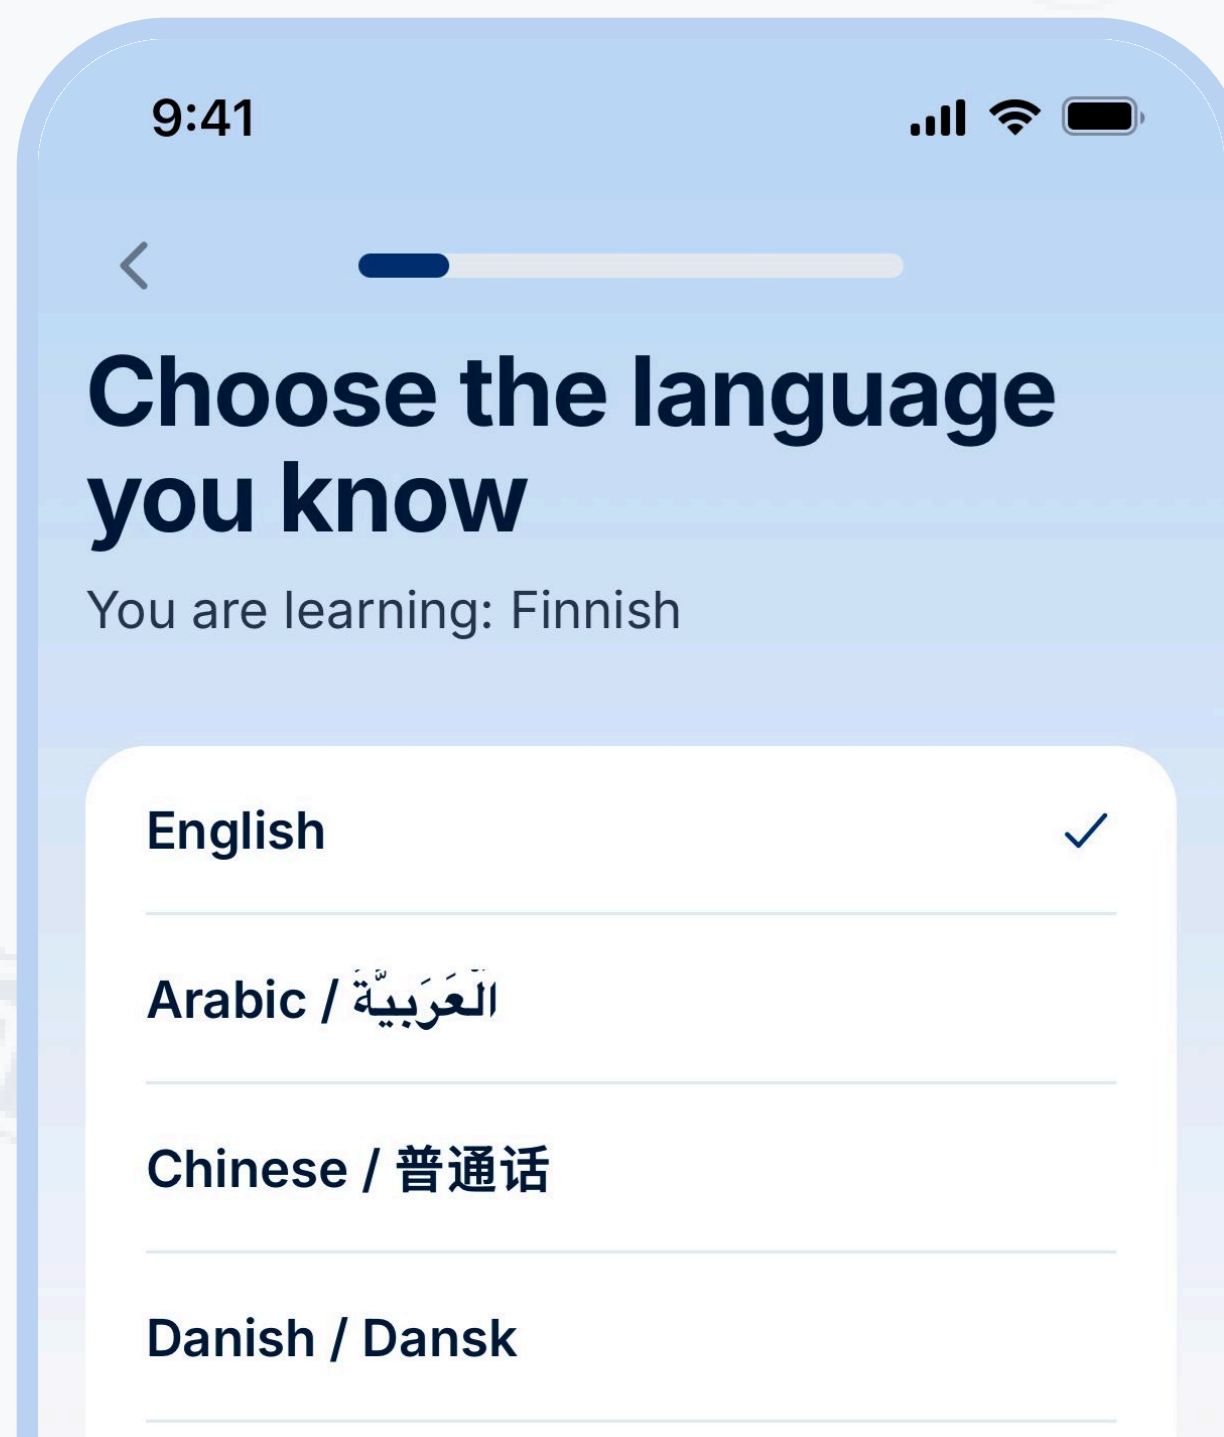 9:41
Choose the language
you know
You are learning: Finnish
English
Arabic / الْعَرَبِيَّةُ
Chinese / 普通话
Danish / Dansk